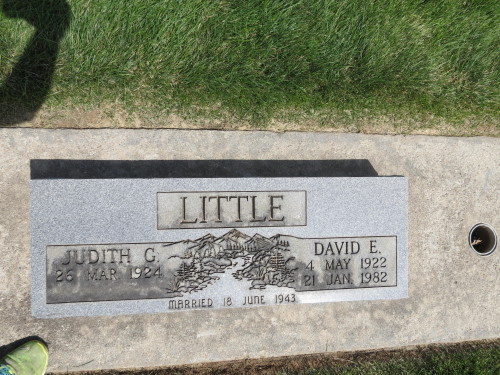 LITTLE
JUDITH G.
26 MAR. 1924
DAVID E.
4 MAY 1922
21 JAN. 1982
MARRIED 18 JUNE 1943